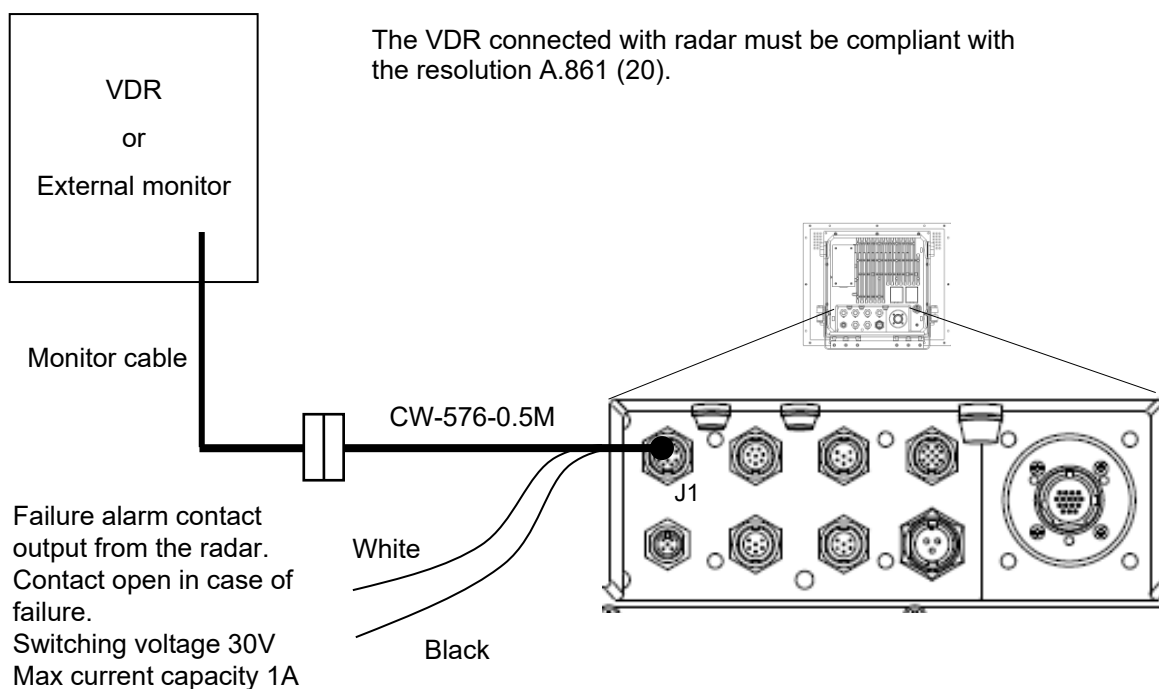 The VDR connected with radar must be compliant with
the resolution A.861 (20).
VDR
or
External monitor
Monitor cable
CW-576-0.5M
J1
Failure alarm contact
output from the radar.
Contact open in case of
failure.
Switching voltage 30V
Max current capacity 1A
White
Black